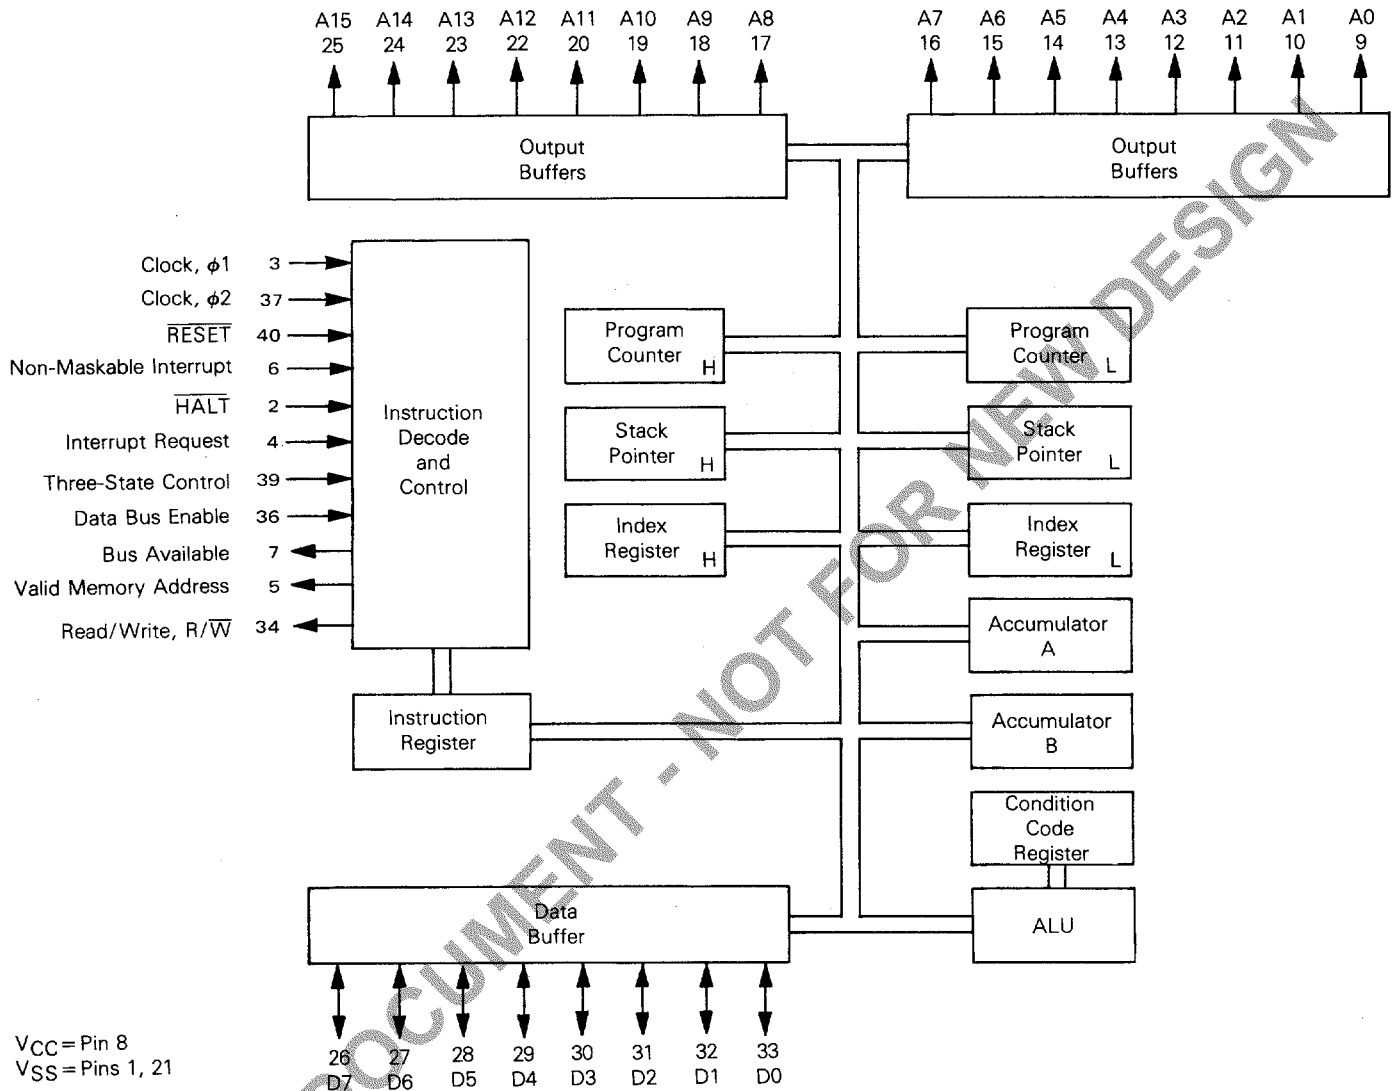 A15 A14 A13 A12 A11 A10 A9 A8 A7 A6 A5 A4 A3 A2 A1 A0
25 24 23 22 20 19 18 17 16 15 14 13 12 11 10 9
Output
Buffers
Output
Buffers
Clock, ϕ1 3
Clock, ϕ2 37
RESET 40
Non-Maskable Interrupt 6
HALT 2
Interrupt Request 4
Three-State Control 39
Data Bus Enable 36
Bus Available 7
Valid Memory Address 5
Read/Write, R/W 34
Instruction
Decode
and
Control
Program
Counter H
Program
Counter L
Stack
Pointer H
Stack
Pointer L
Index
Register H
Index
Register L
Accumulator
A
Instruction
Register
Accumulator
B
Condition
Code
Register
Data
Buffer
ALU
26 27 28 29 30 31 32 33
D7 D6 D5 D4 D3 D2 D1 D0
VCC=Pin 8
VSS=Pins 1, 21
DOCUMENT - NOT FOR NEW DESIGN